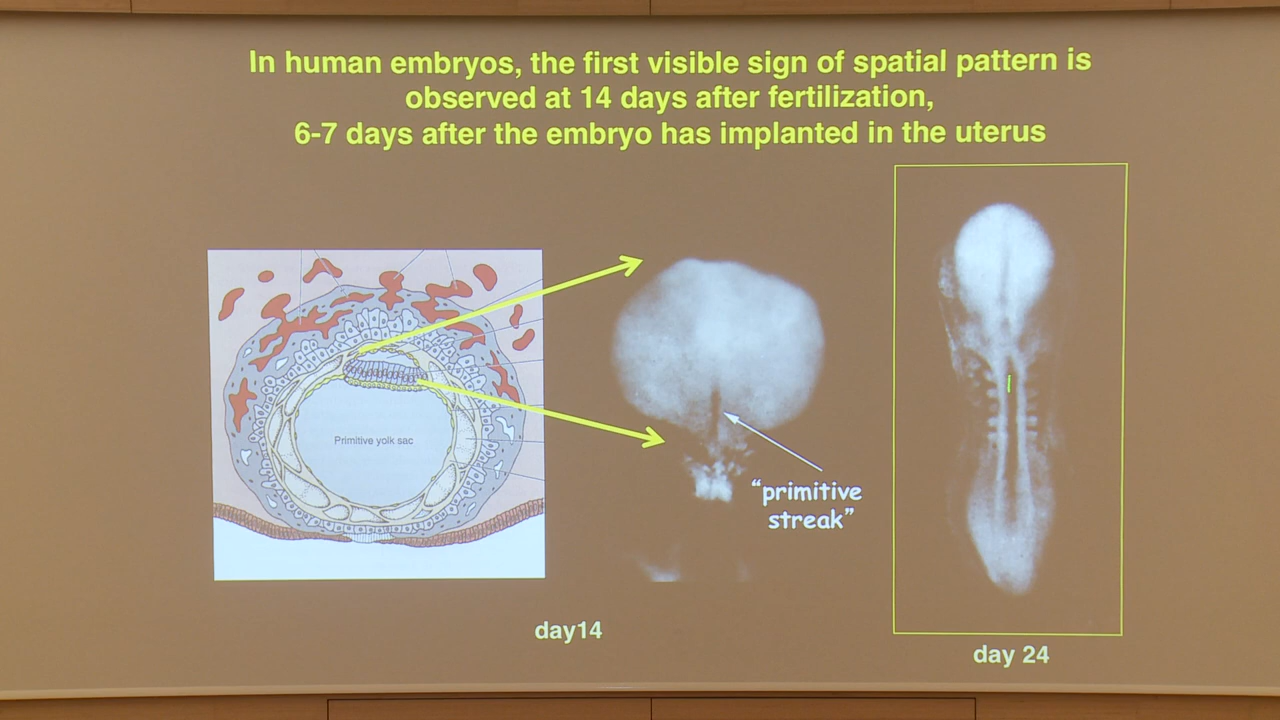 In human embryos, the first visible sign of spatial pattern is
observed at 14 days after fertilization,
6-7 days after the embryo has implanted in the uterus
Primitive yolk sac
“primitive
streak”
day14
day 24